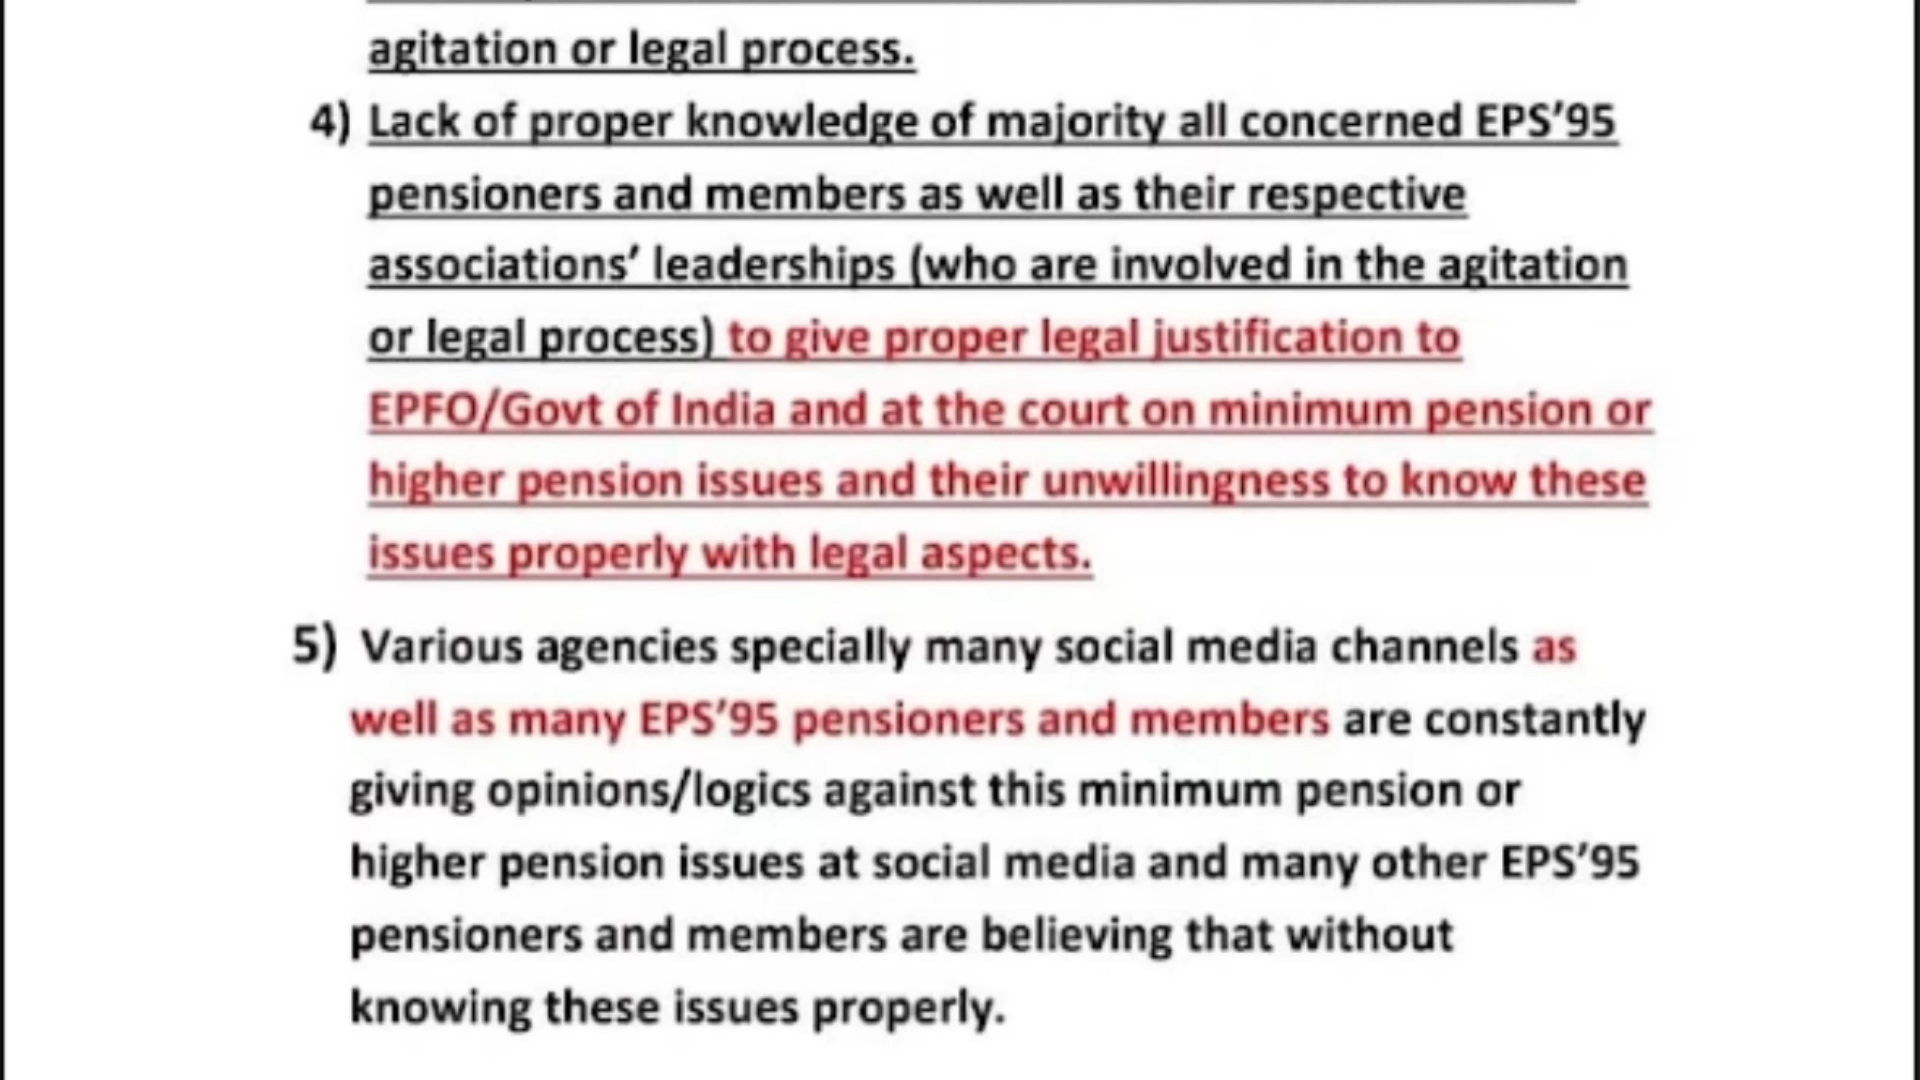 agitation or legal process.
4) Lack of proper knowledge of majority all concerned EPS'95
pensioners and members as well as their respective
associations' leaderships (who are involved in the agitation
or legal process) to give proper legal justification to
EPFO/Govt of India and at the court on minimum pension or
higher pension issues and their unwillingness to know these
issues properly with legal aspects.
5) Various agencies specially many social media channels as
well as many EPS'95 pensioners and members are constantly
giving opinions/logics against this minimum pension or
higher pension issues at social media and many other EPS'95
pensioners and members are believing that without
knowing these issues properly.